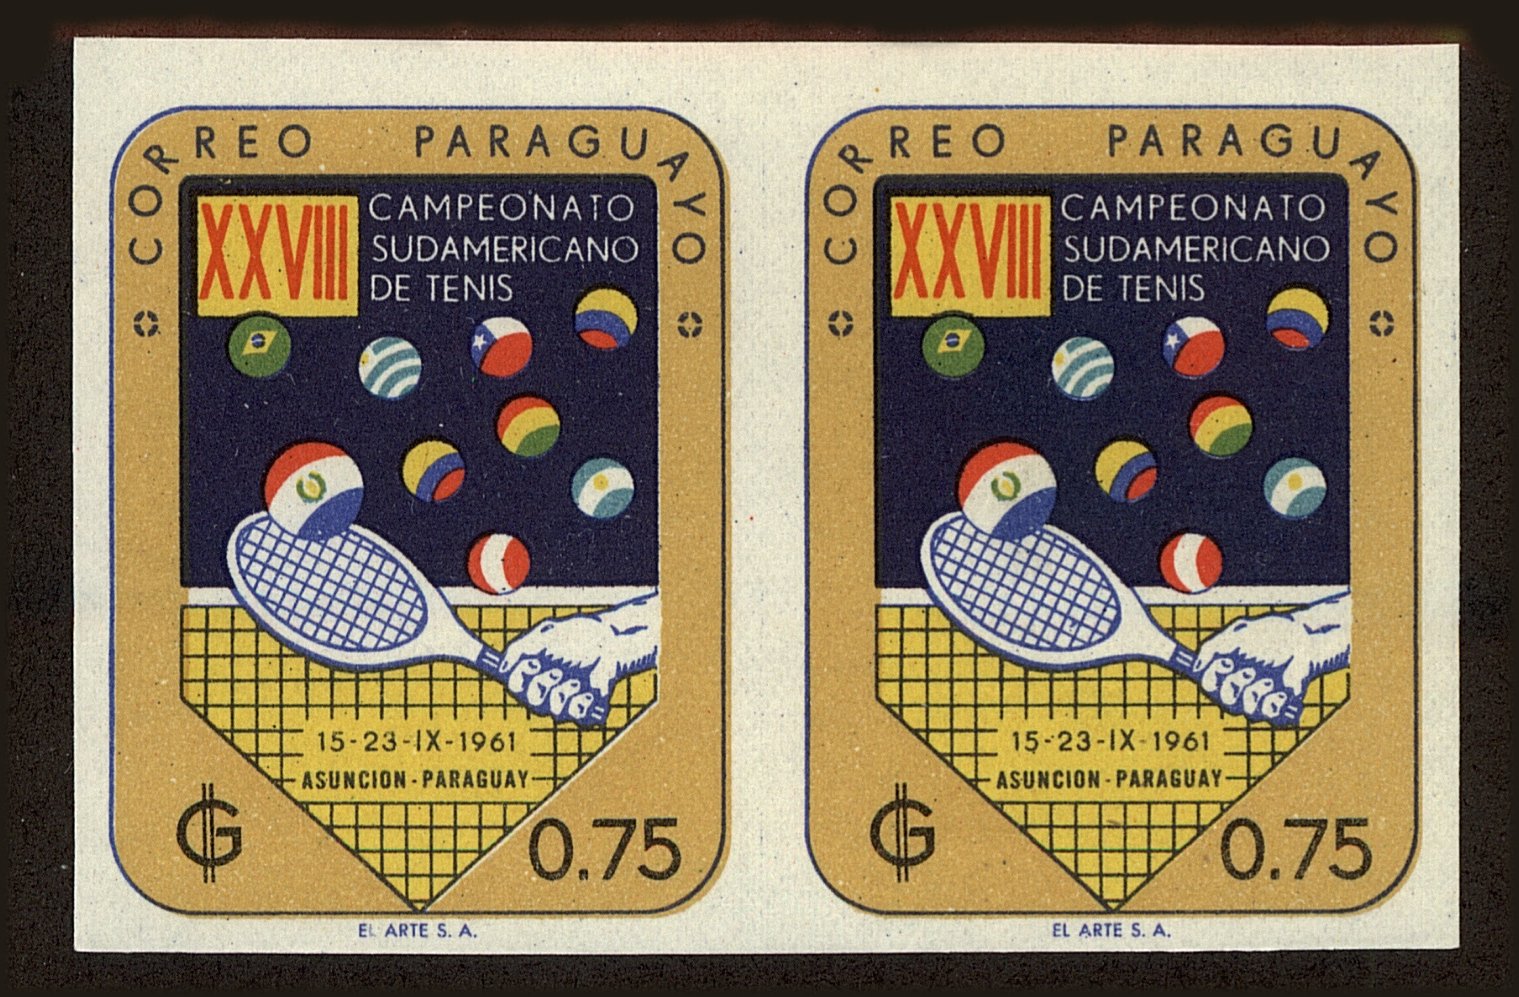 CORREO PARAGUAYO
XXVIII
CAMPEONATO
SUDAMERICANO
DE TENIS
15-23-IX-1961
ASUNCION-PARAGUAY
₲ 0.75
EL ARTE S. A.
CORREO PARAGUAYO
XXVIII
CAMPEONATO
SUDAMERICANO
DE TENIS
15-23-IX-1961
ASUNCION-PARAGUAY
₲ 0.75
EL ARTE S. A.